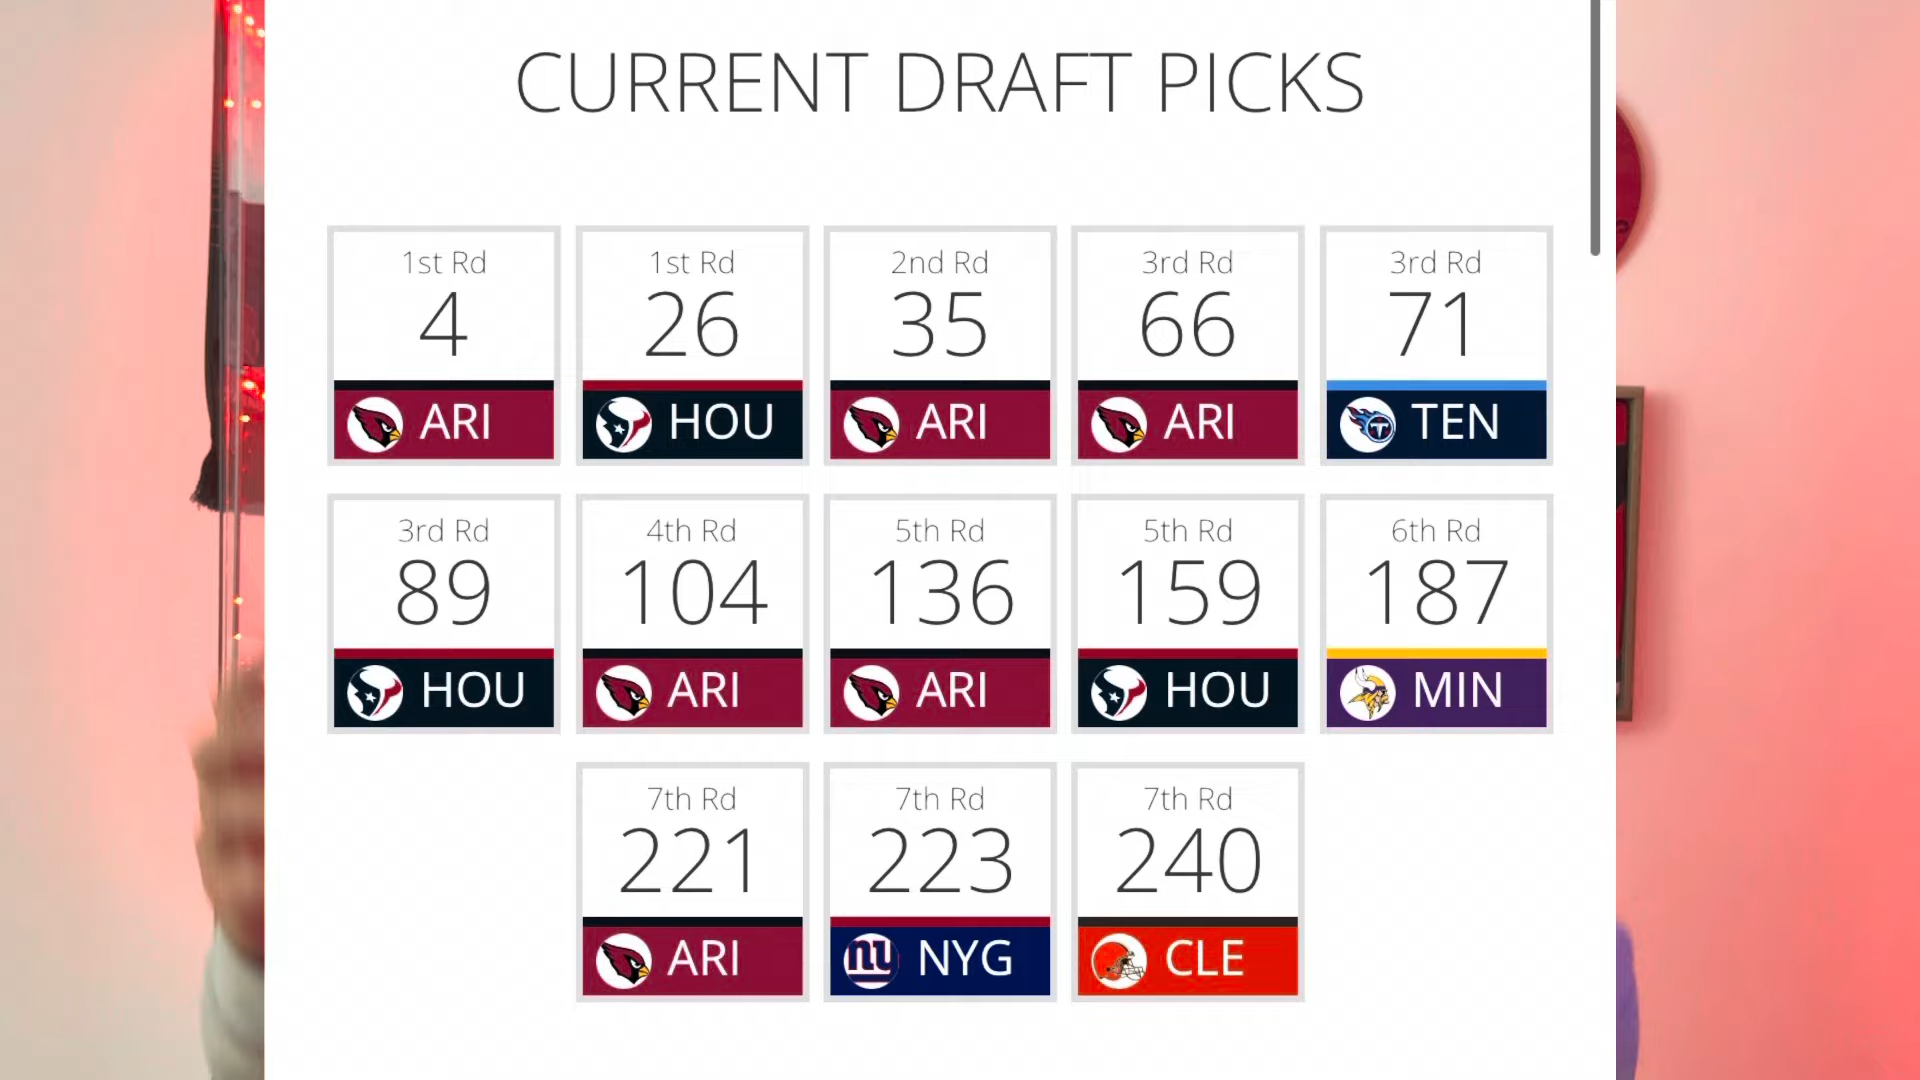 CURRENT DRAFT PICKS
1st Rd
4
ARI
1st Rd
26
HOU
2nd Rd
35
ARI
3rd Rd
66
ARI
3rd Rd
71
TEN
3rd Rd
89
HOU
4th Rd
104
ARI
5th Rd
136
ARI
5th Rd
159
HOU
6th Rd
187
MIN
7th Rd
221
ARI
7th Rd
223
ny
NYG
7th Rd
240
CLE